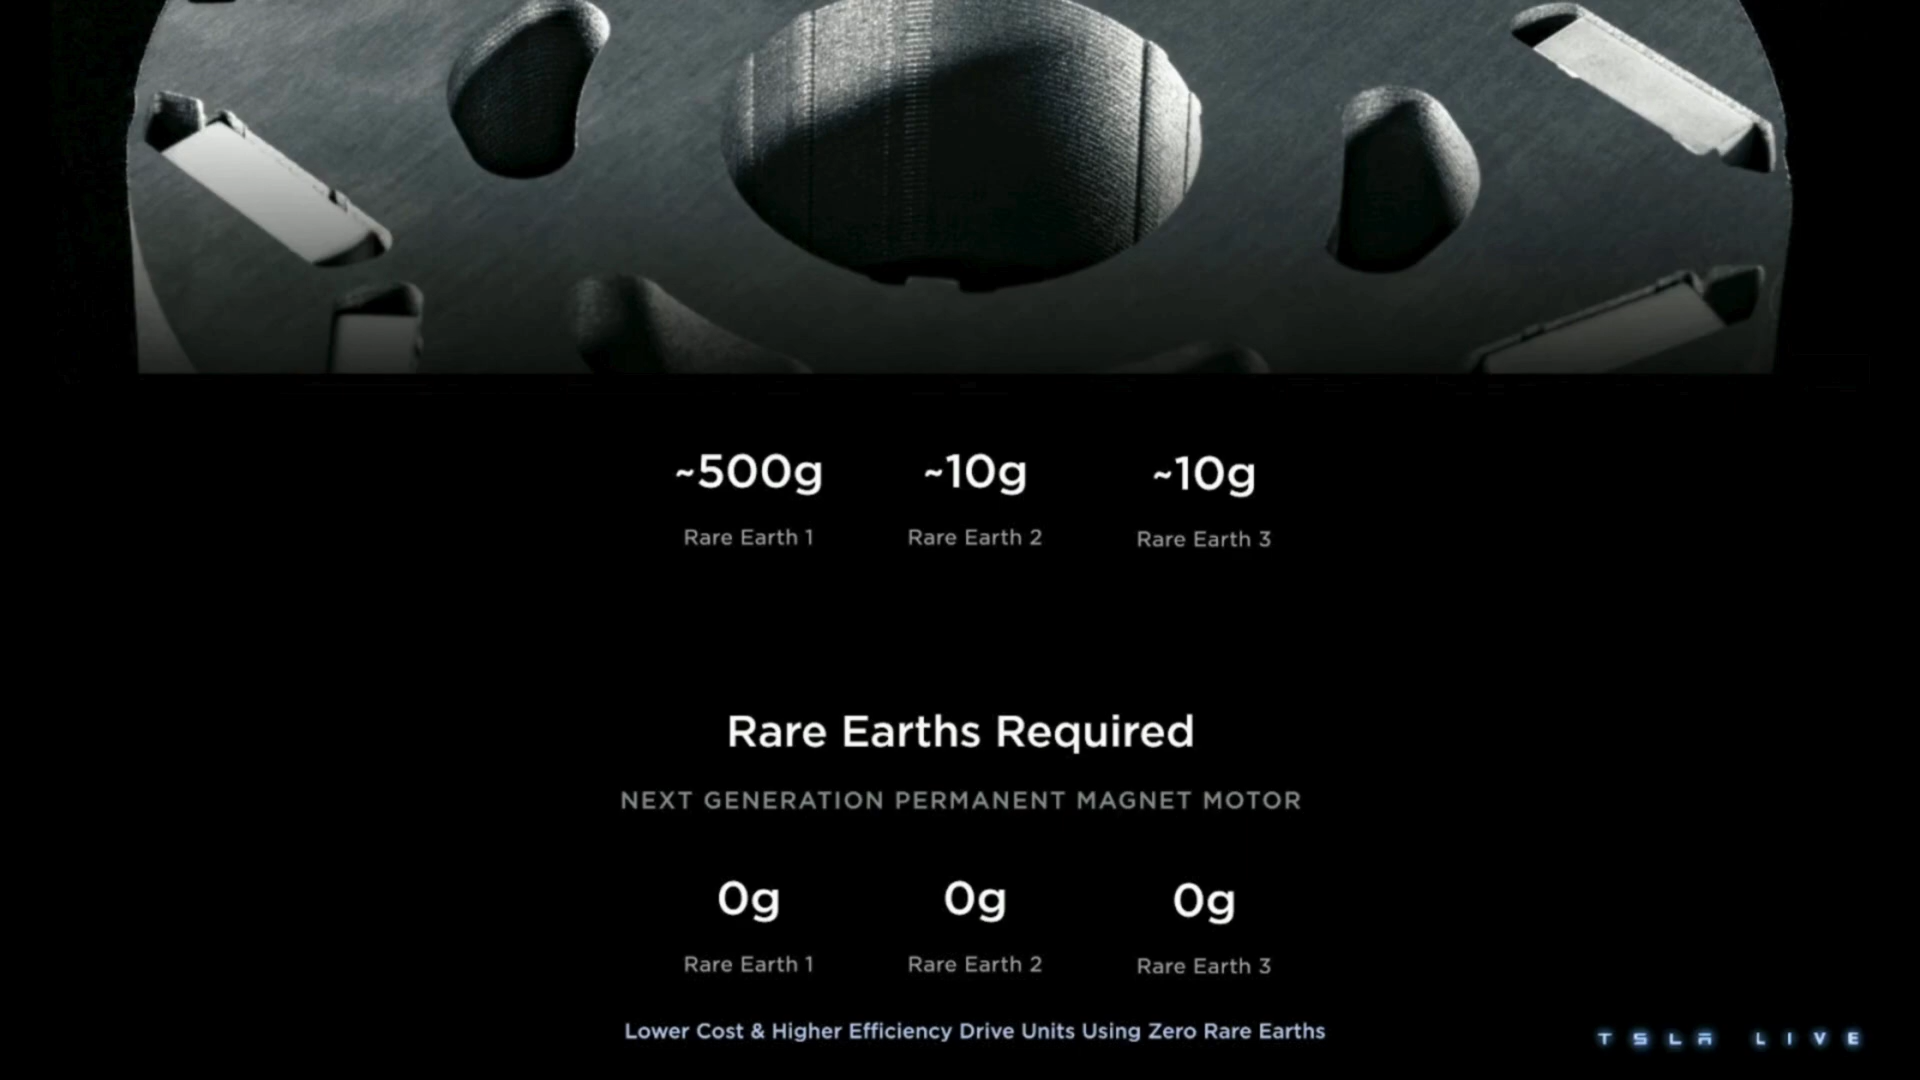 ~500g ~10g ~10g
Rare Earth 1 Rare Earth 2 Rare Earth 3
Rare Earths Required
NEXT GENERATION PERMANENT MAGNET MOTOR
0g 0g 0g
Rare Earth 1 Rare Earth 2 Rare Earth 3
Lower Cost & Higher Efficiency Drive Units Using Zero Rare Earths
TSLA LIVE